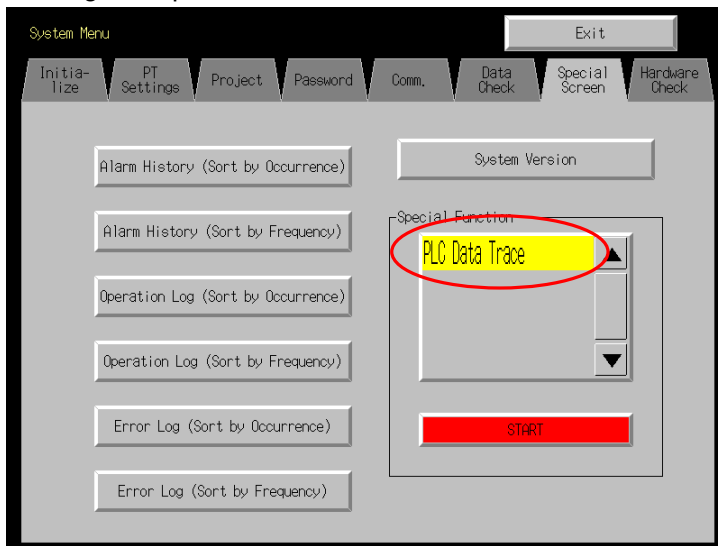 System Menu
Exit
Initia-
lize
PT
Settings
Project
Password
Comm.
Data
Check
Special
Screen
Hardware
Check
Alarm History (Sort by Occurrence)
Alarm History (Sort by Frequency)
Operation Log (Sort by Occurrence)
Operation Log (Sort by Frequency)
Error Log (Sort by Occurrence)
Error Log (Sort by Frequency)
System Version
Special Function
PLC Data Trace
START